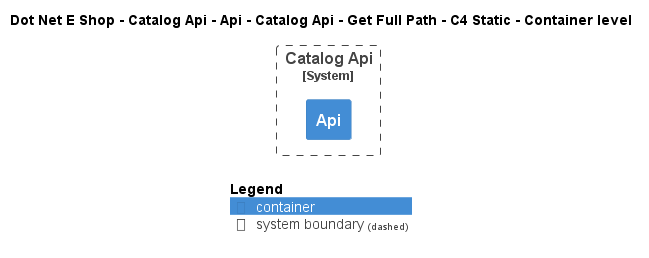 Dot Net E Shop - Catalog Api - Api - Catalog Api - Get Full Path - C4 Static - Container level
Catalog Api
[System]
Api
Legend
container
system boundary (dashed)